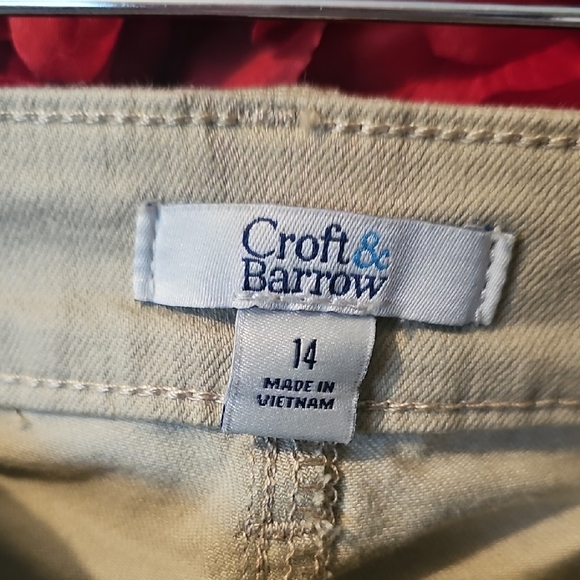 Croft &
Barrow
14
MADE IN
VIETNAM